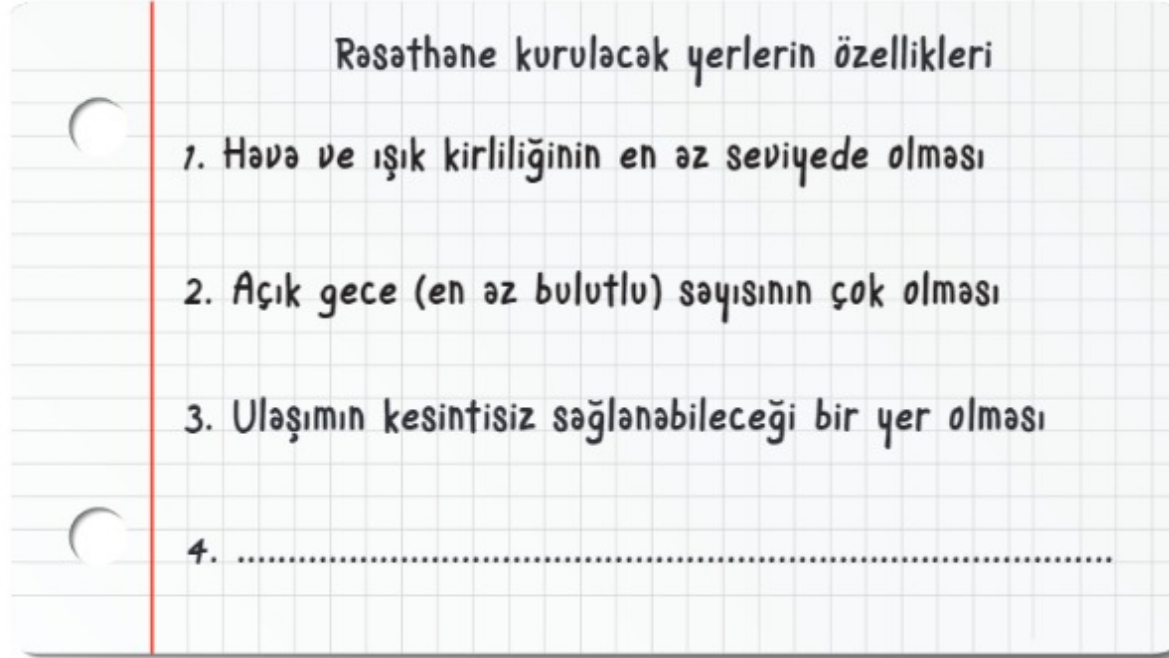 Rasathane kurulacak yerlerin özellikleri
1. Hava ve ışık kirliliğinin en az seviyede olması
2. Açık gece (en az bulutlu) sayısının çok olması
3. Ulaşımın kesintisiz sağlanabileceği bir yer olması
4. ....................................................................................